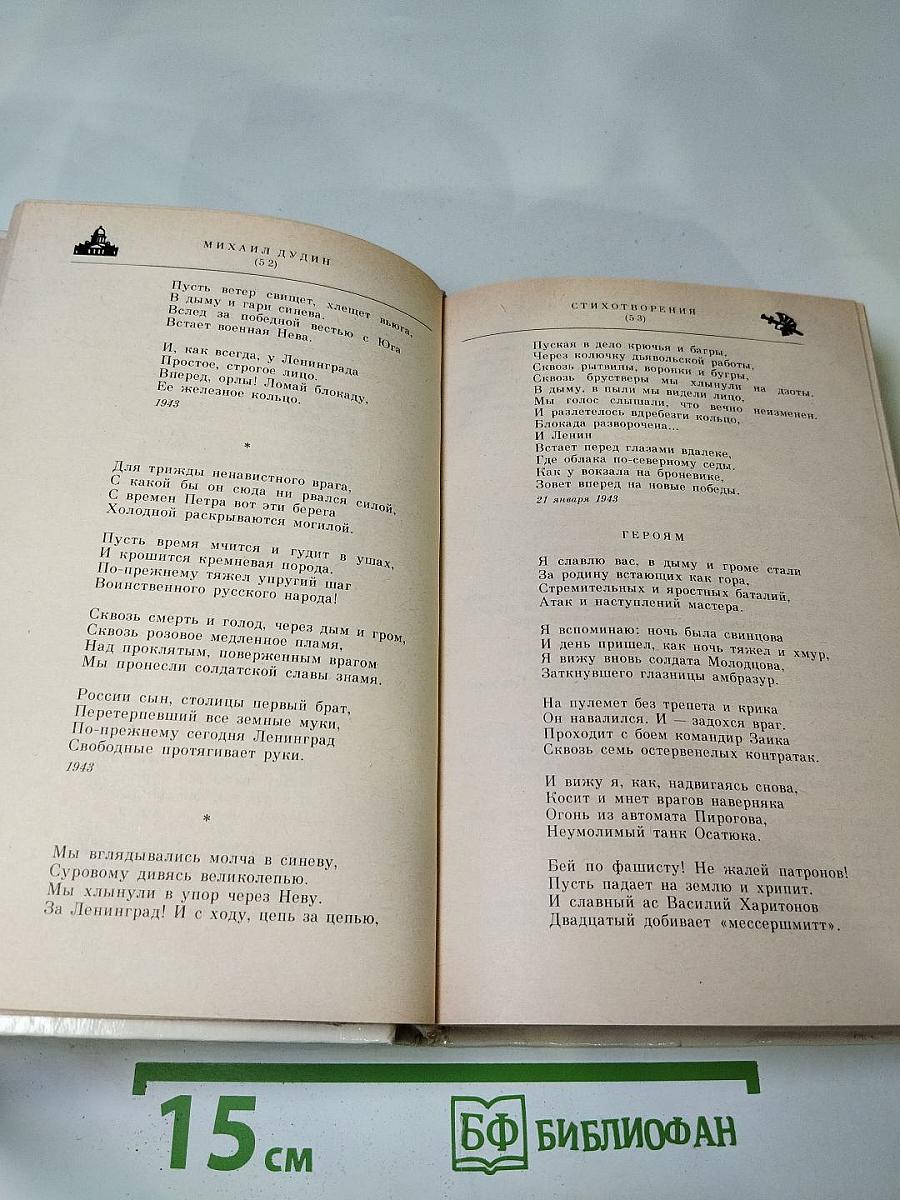 МИХАИЛ ДУДИН
(52)
Пусть ветер свищет, хлещет вьюга,
В дыму и гари синева.
Вслед за победной вестью с Юга
Встает военная Нева.
И, как всегда, у Ленинграда
Простое, строгое лицо.
Вперед, орлы! Ломай блокаду,
Ее железное кольцо.
1943
*
Для трижды ненавистного врага,
С какой бы он сюда ни рвался силой,
С времен Петра вот эти берега
Холодной раскрываются могилой.
Пусть время мчится и гудит в ушах,
И крошится кремневая порода.
По-прежнему тяжел упругий шаг
Воинственного русского народа!
Сквозь смерть и голод, через дым и гром,
Сквозь розовое медленное пламя,
Над проклятым, поверженным врагом
Мы пронесли солдатской славы знамя.
России сын, столицы первый брат,
Перетерпевший все земные муки,
По-прежнему сегодня Ленинград
Свободные протягивает руки.
1943
*
Мы вглядывались молча в синеву,
Суровому дивясь великолепью.
Мы хлынули в упор через Неву.
За Ленинград! И с ходу, цепь за цепью,
СТИХОТВОРЕНИЯ
(53)
Пуская в дело крючья и багры,
Через колючку дьявольской работы,
Сквозь рытвины, воронки и бугры,
Сквозь брустверы мы хлынули на дзоты.
В дыму, в пыли мы видели лицо,
Мы голос слышали, что вечно неизменен.
И разлетелось вдребезги кольцо,
Блокада разворочена...
И Ленин
Встает перед глазами вдалеке,
Где облака по-северному седы.
Как у вокзала на броневике,
Зовет вперед на новые победы.
21 января 1943
ГЕРОЯМ
Я славлю вас, в дыму и громе стали
За родину встающих как гора,
Стремительных и яростных баталий,
Атак и наступлений мастера.
Я вспоминаю: ночь была свинцова
И день пришел, как ночь тяжел и хмур,
Я вижу вновь солдата Молодцова,
Заткнувшего глазницы амбразур.
На пулемет без трепета и крика
Он навалился. И — задохся враг.
Проходит с боем командир Заика
Сквозь семь остервенелых контратак.
И вижу я, как, надвигаясь снова,
Косит и мнет врагов наверняка
Огонь из автомата Пирогова,
Неумолимый танк Осатюка.
Бей по фашисту! Не жалей патронов!
Пусть падает на землю и хрипит.
И славный ас Василий Харитонов
Двадцатый добивает «мессершмитт».
15 см
БФ БИБЛИОФАН